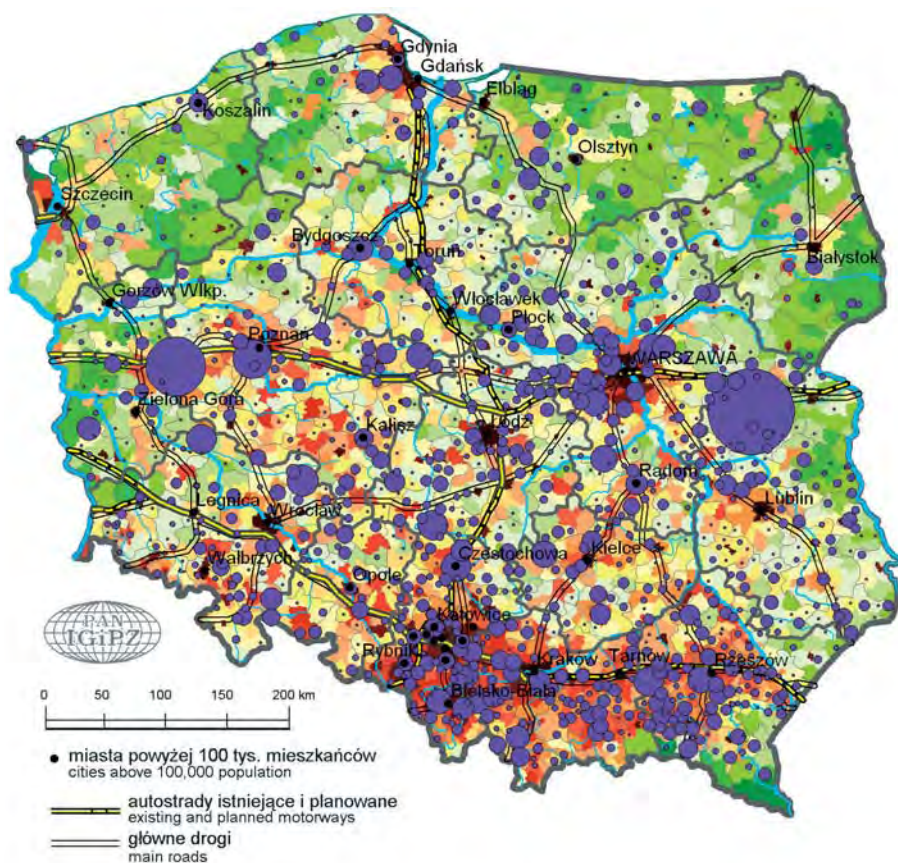 Gdynia
Gdańsk
Koszalin
Elbląg
Olsztyn
Szczecin
Bydgoszcz
Białystok
Toruń
Gorzów Wlkp.
Włocławek
Płock
Poznań
WARSZAWA
Zielona Góra
Kalisz
Łódź
Radom
Legnica
Wrocław
Lublin
Wałbrzych
Częstochowa
Kielce
Opole
PAN
IGiPZ
Katowice
Rybnik
Kraków
Tarnów
Rzeszów
Bielsko-Biała
0 50 100 150 200 km
miasta powyżej 100 tys. mieszkańców
cities above 100,000 population
autostrady istniejące i planowane
existing and planned motorways
główne drogi
main roads